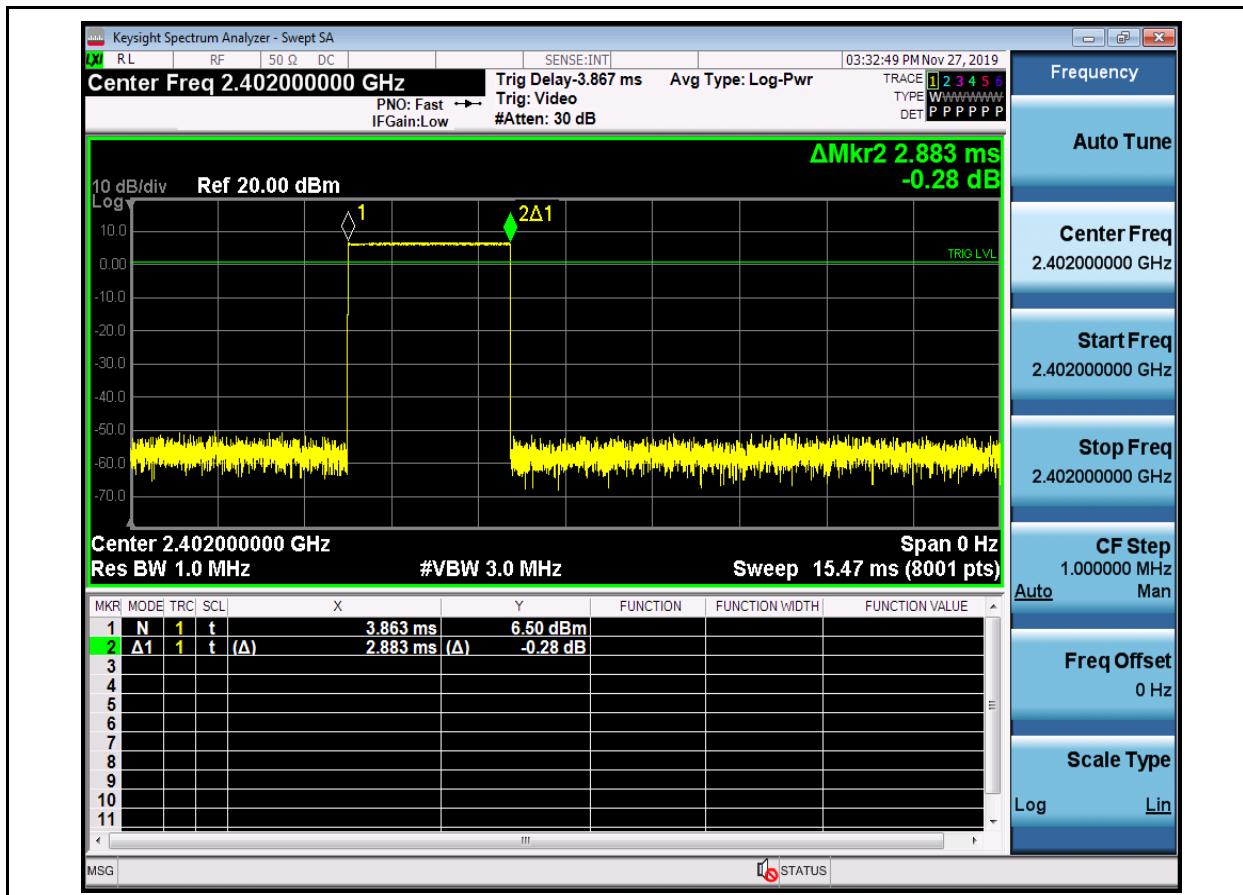 Keysight Spectrum Analyzer - Swept SA
LXI RL RF 50 Ω DC SENSE:INT 03:32:49 PM Nov 27, 2019
Center Freq 2.402000000 GHz
PNO: Fast
IFGain:Low
Trig Delay-3.867 ms
Trig: Video
#Atten: 30 dB
Avg Type: Log-Pwr
TRACE 1 2 3 4 5 6
TYPE WWWWWW
DET P P P P P P
ΔMkr2 2.883 ms
-0.28 dB
10 dB/div Ref 20.00 dBm
Log
1
2Δ1
10.0
TRIG LVL
0.00
-10.0
-20.0
-30.0
-40.0
-50.0
-60.0
-70.0
Center 2.402000000 GHz Span 0 Hz
Res BW 1.0 MHz #VBW 3.0 MHz Sweep 15.47 ms (8001 pts)
MKR MODE TRC SCL X Y FUNCTION FUNCTION WIDTH FUNCTION VALUE
1 N 1 t 3.863 ms 6.50 dBm
2 Δ1 1 t (Δ) 2.883 ms (Δ) -0.28 dB
3
4
5
6
7
8
9
10
11
MSG STATUS
Frequency
Auto Tune
Center Freq
2.402000000 GHz
Start Freq
2.402000000 GHz
Stop Freq
2.402000000 GHz
CF Step
1.000000 MHz
Auto Man
Freq Offset
0 Hz
Scale Type
Log Lin